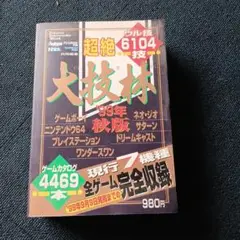 超絶
ウル技
6104
技
大技林
'99年
秋版
ゲームボーイ
ネオ・ジオ
ニンテンドウ64
サターン
プレイステーション
ドリームキャスト
ワンダースワン
ゲームカタログ
4469
本
現行7機種
全ゲーム完全収録
980円